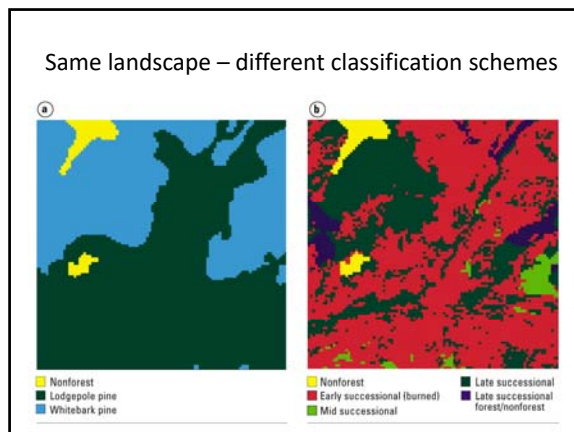 Same landscape – different classification schemes
a
b
Nonforest
Lodgepole pine
Whitebark pine
Nonforest
Early successional (burned)
Mid successional
Late successional
Late successional
forest/nonforest